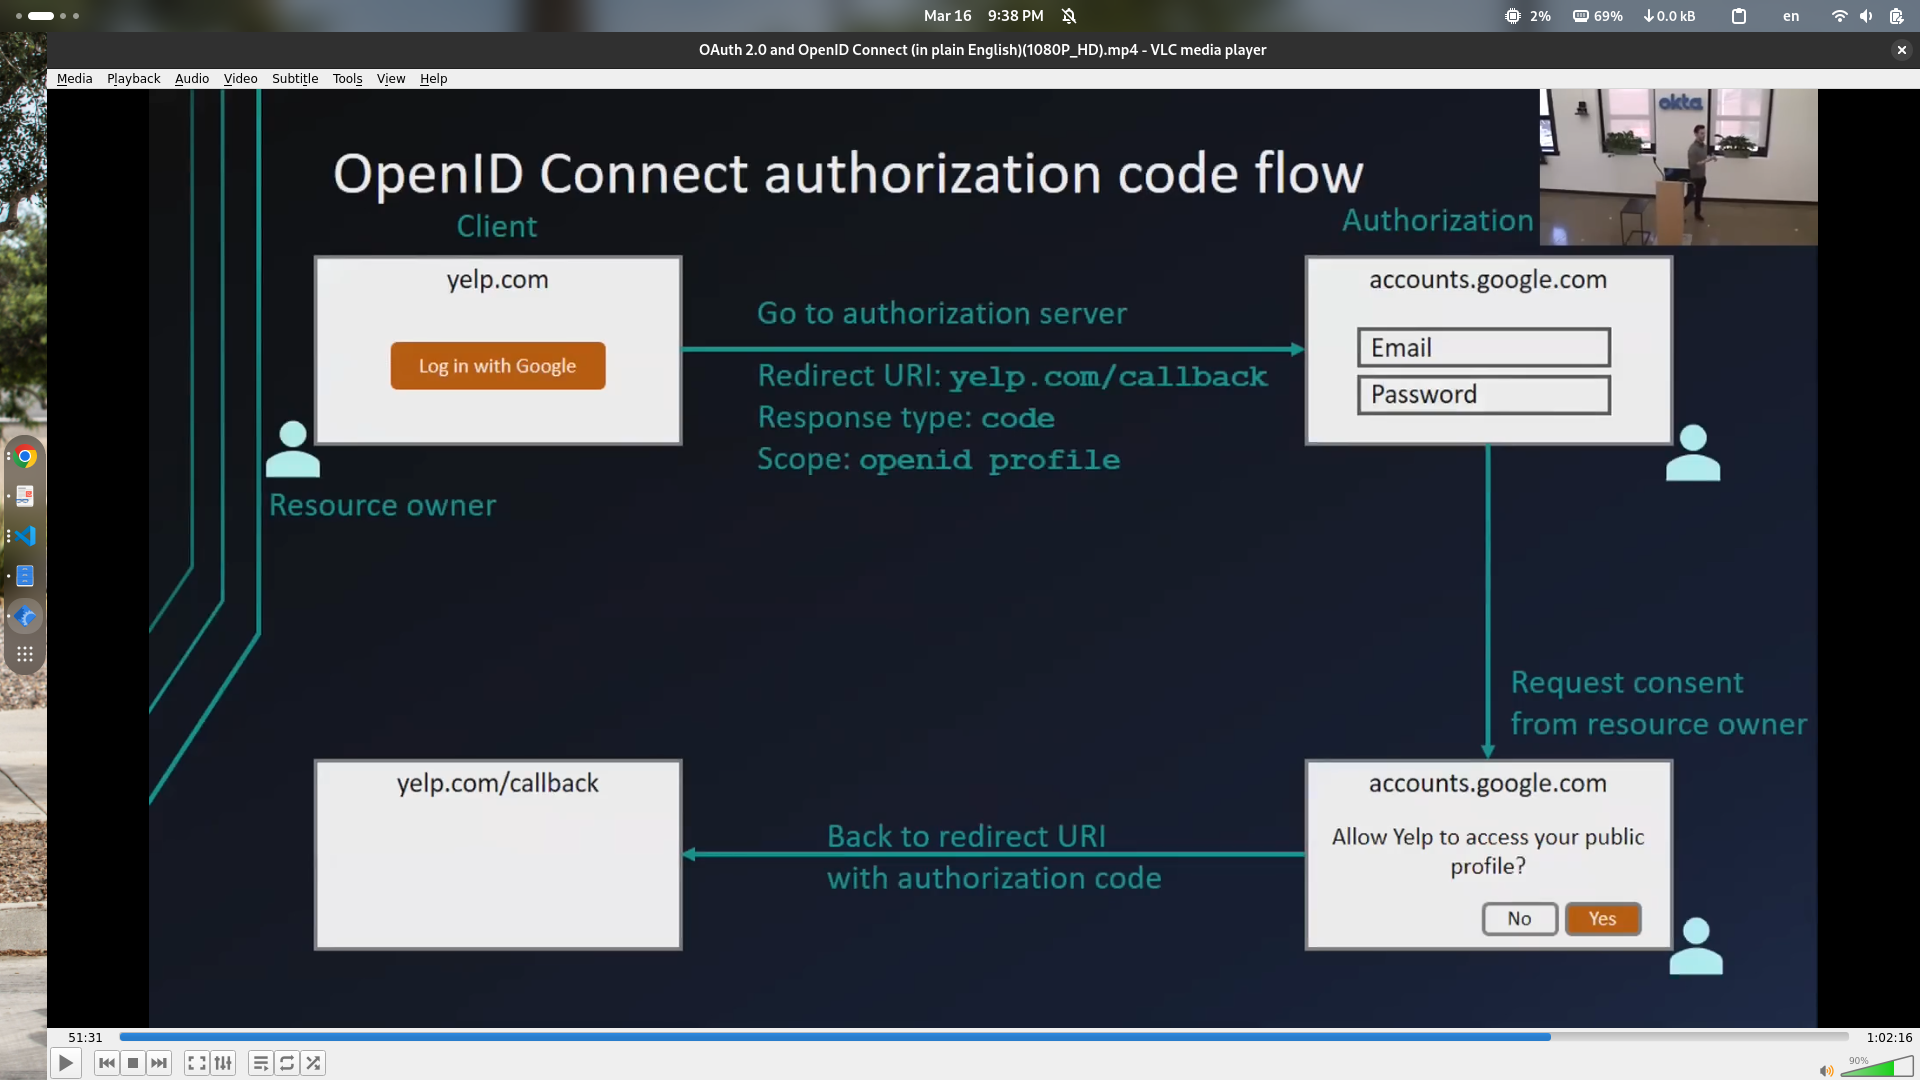 Mar 16 9:38 PM
2% 69% 0.0 kB en
OAuth 2.0 and OpenID Connect (in plain English)(1080P_HD).mp4 - VLC media player
Media Playback Audio Video Subtitle Tools View Help
okta
OpenID Connect authorization code flow
Client
Authorization
yelp.com
Log in with Google
Resource owner
Go to authorization server
Redirect URI: yelp.com/callback
Response type: code
Scope: openid profile
accounts.google.com
Email
Password
Request consent
from resource owner
accounts.google.com
Allow Yelp to access your public
profile?
No Yes
Back to redirect URI
with authorization code
yelp.com/callback
51:31
1:02:16
90%